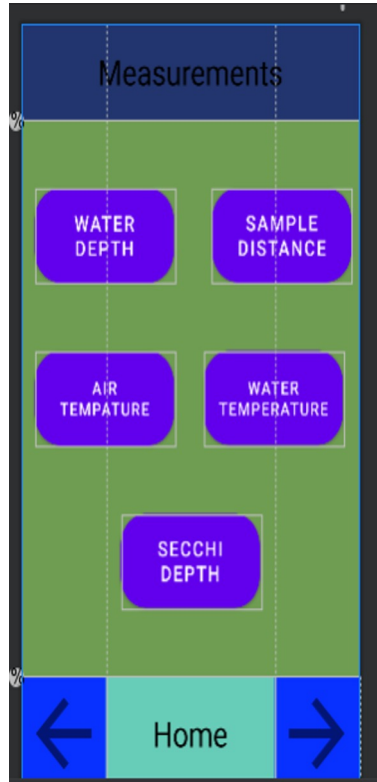 Measurements
%
WATER
DEPTH
SAMPLE
DISTANCE
AIR
TEMPATURE
WATER
TEMPERATURE
SECCHI
DEPTH
%
Home